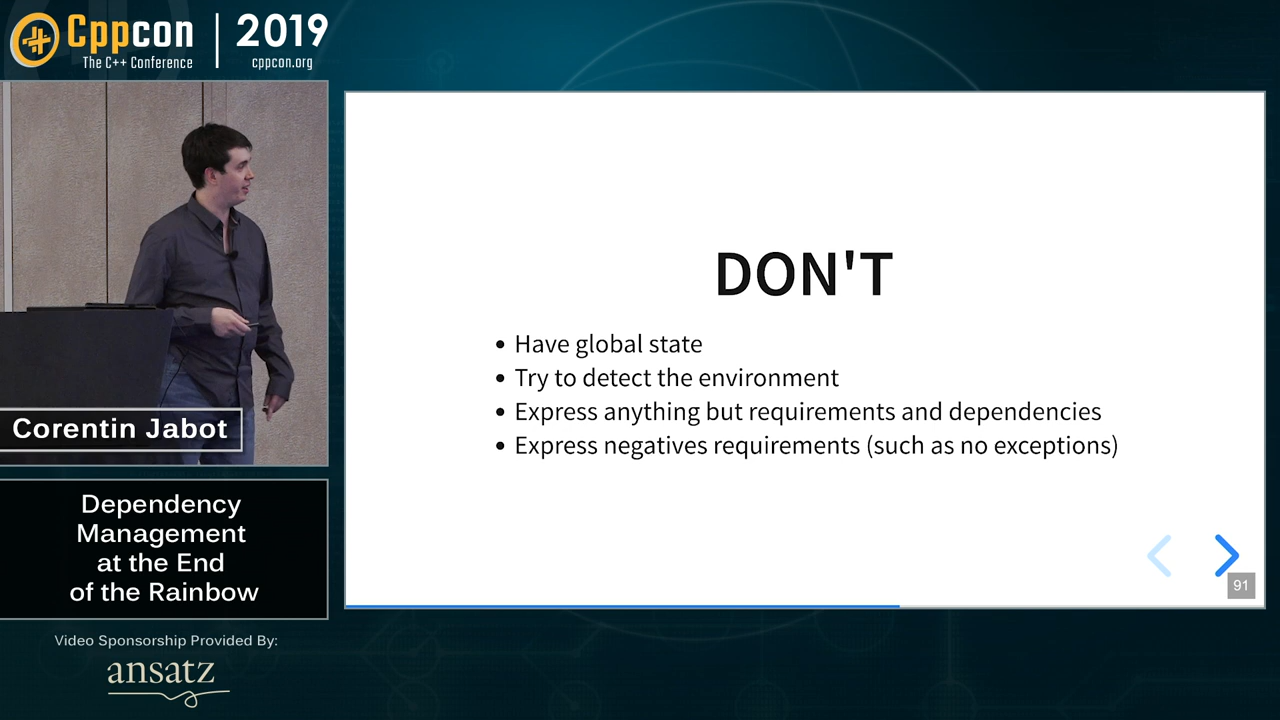 Cppcon
The C++ Conference
2019
cppcon.org
DON'T
• Have global state
• Try to detect the environment
• Express anything but requirements and dependencies
• Express negatives requirements (such as no exceptions)
91
Corentin Jabot
Dependency
Management
at the End
of the Rainbow
Video Sponsorship Provided By:
ansatz